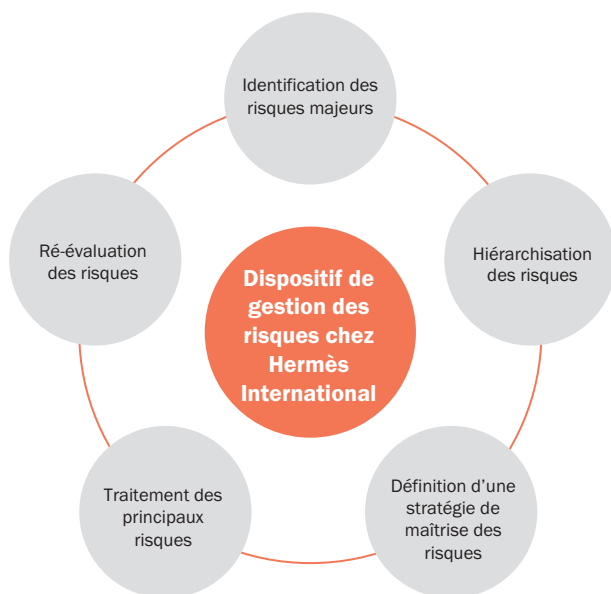 Identification des
risques majeurs
Hiérarchisation
des risques
Définition d’une
stratégie de
maîtrise des
risques
Traitement des
principaux
risques
Ré-évaluation
des risques
Dispositif de
gestion des
risques chez
Hermès
International